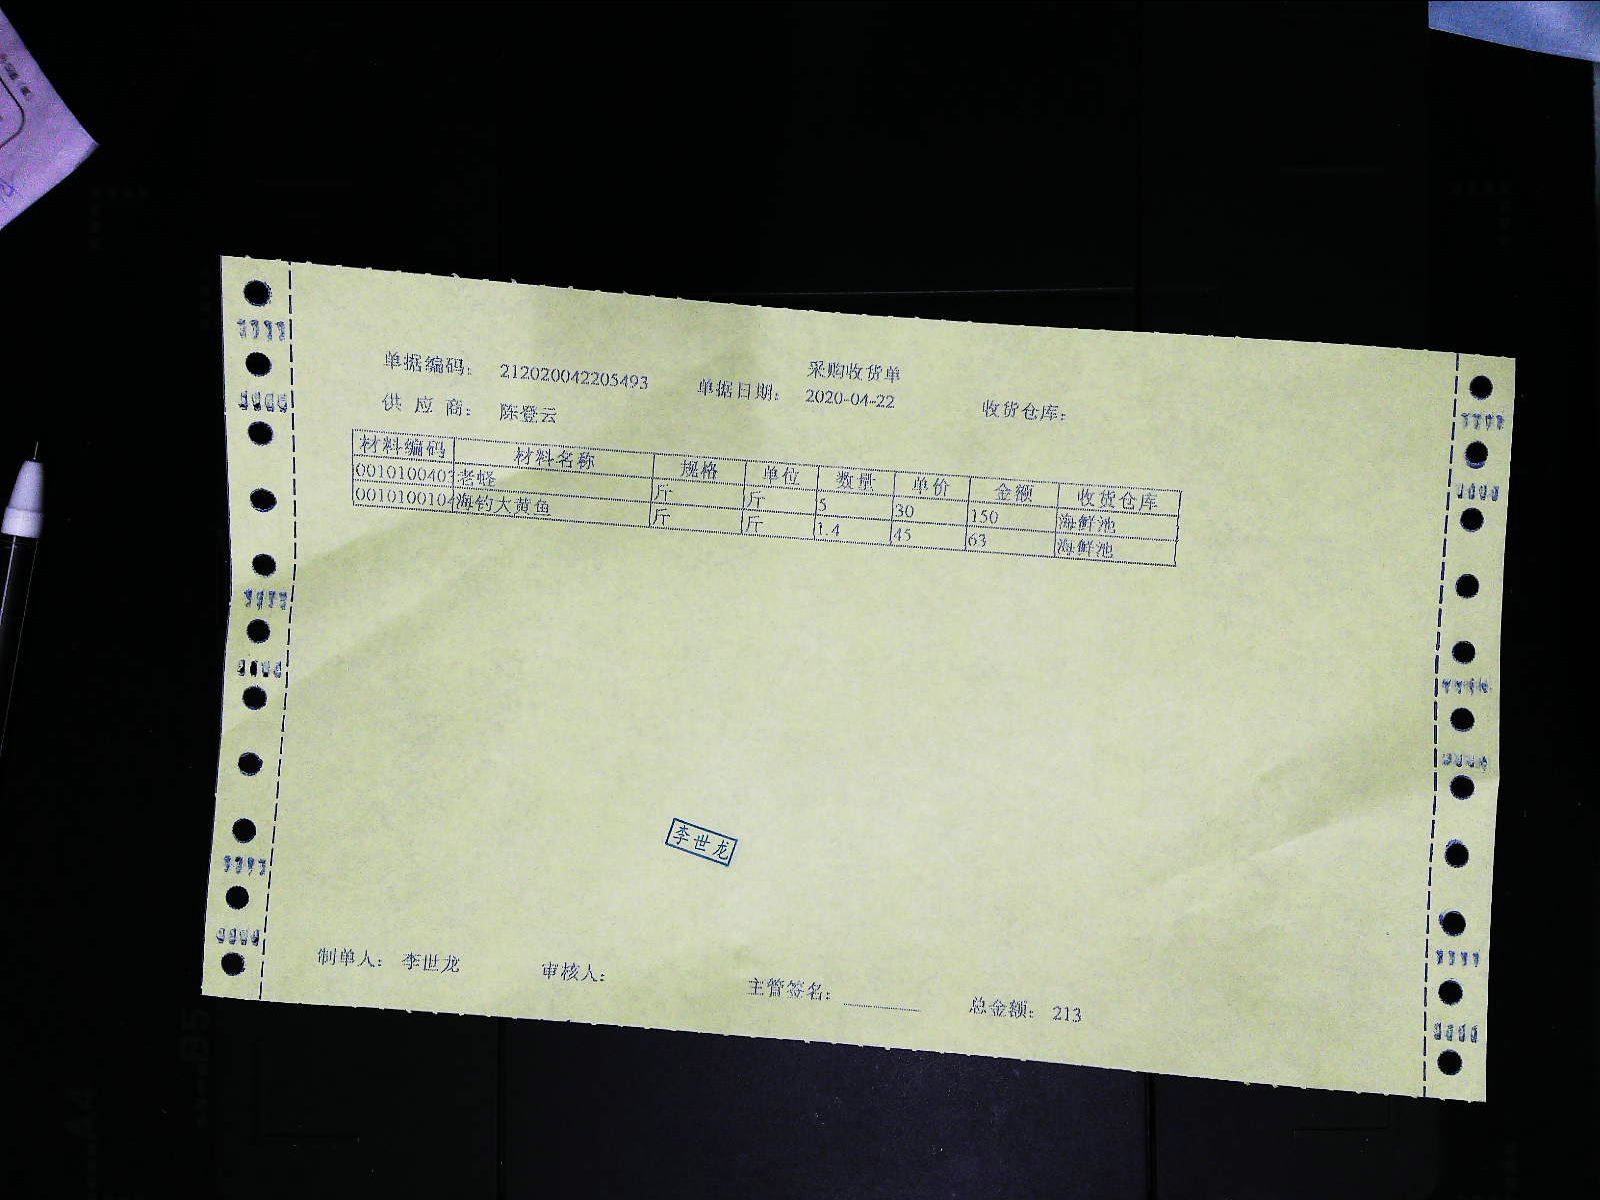 采购收货单
单据编码： 212020042205493 单据日期： 2020-04-22 收货仓库：
供 应 商： 陈登云
材料编码 材料名称 规格 单位 数量 单价 金额 收货仓库
0010100403 老蛏 斤 斤 5 30 150 海鲜池
0010100104 海钓大黄鱼 斤 斤 1.4 45 63 海鲜池
李世龙
制单人： 李世龙 审核人： 主管签名： 总金额： 213